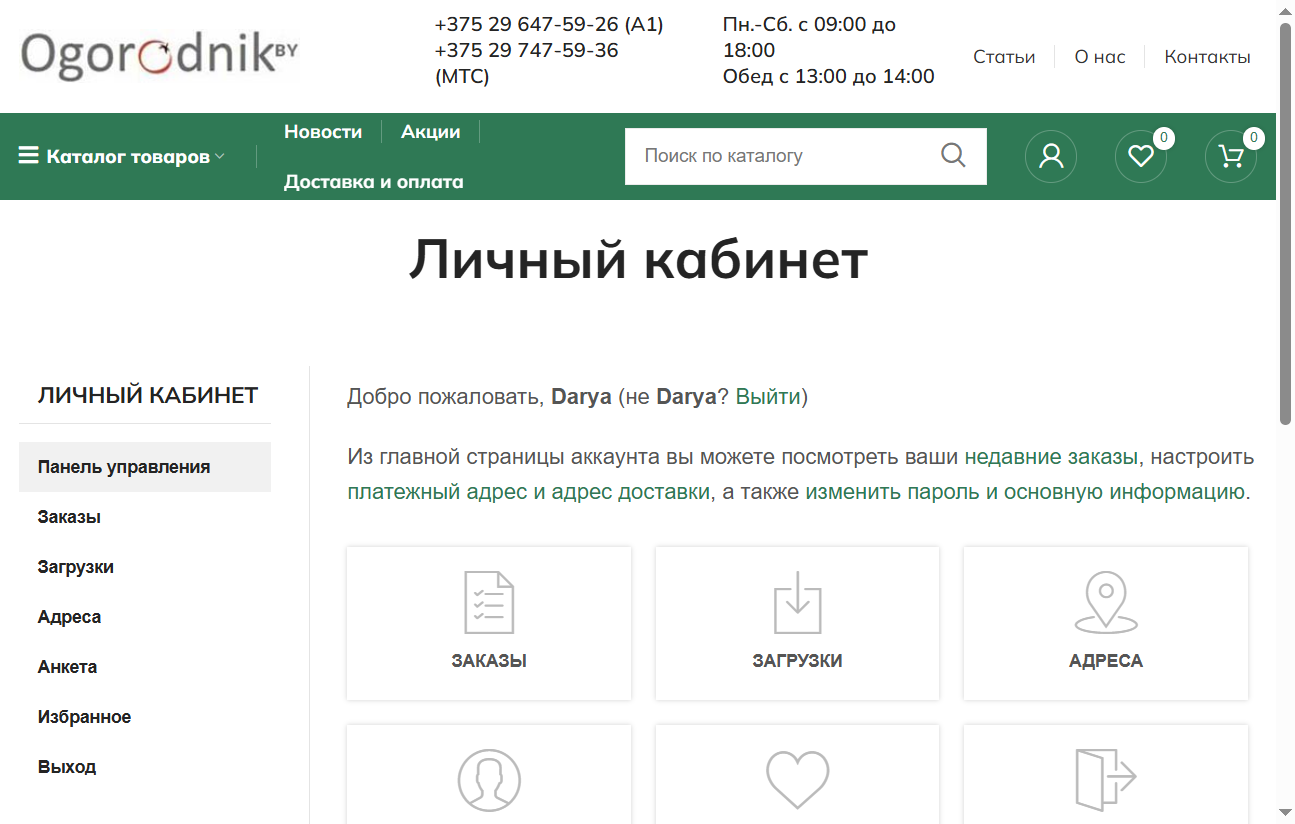 Ogorodnik BY
+375 29 647-59-26 (A1)
+375 29 747-59-36
(МТС)
Пн.-Сб. с 09:00 до
18:00
Обед с 13:00 до 14:00
Статьи
О нас
Контакты
Каталог товаров
Новости
Акции
Доставка и оплата
Поиск по каталогу
0
0
Личный кабинет
ЛИЧНЫЙ КАБИНЕТ
Панель управления
Заказы
Загрузки
Адреса
Анкета
Избранное
Выход
Добро пожаловать, Darya (не Darya? Выйти)
Из главной страницы аккаунта вы можете посмотреть ваши недавние заказы, настроить
платежный адрес и адрес доставки, а также изменить пароль и основную информацию.
ЗАКАЗЫ
ЗАГРУЗКИ
АДРЕСА